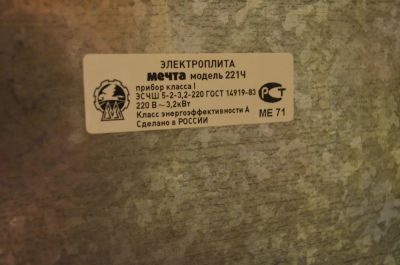 ЭЛЕКТРОПЛИТА
мечта модель 221Ч
прибор класса I
ЭСЧШ 5-2-3,2-220 ГОСТ 14919-83
220 В ~ 3,2кВт
Класс энергоэффективности А
Сделано в РОССИИ
РСТ
МЕ 71